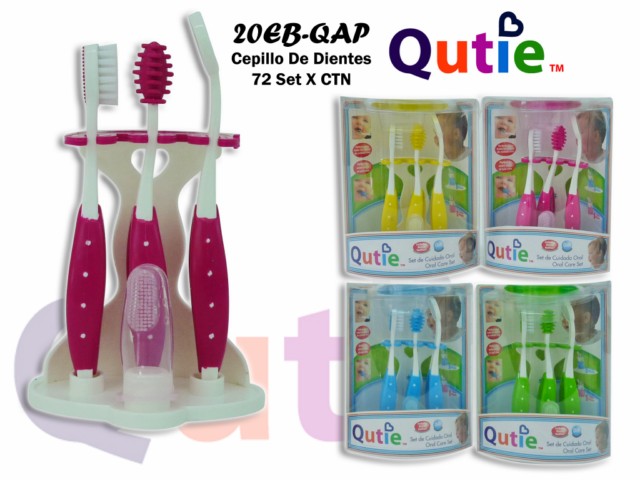 20EB-QAP
Cepillo De Dientes
72 Set X CTN
Qutie TM
Qutie
Set de Cuidado Oral
Oral Care Set
Qutie
Set de Cuidado Oral
Oral Care Set
Qutie
Set de Cuidado Oral
Oral Care Set
Qutie
Set de Cuidado Oral
Oral Care Set
Qut